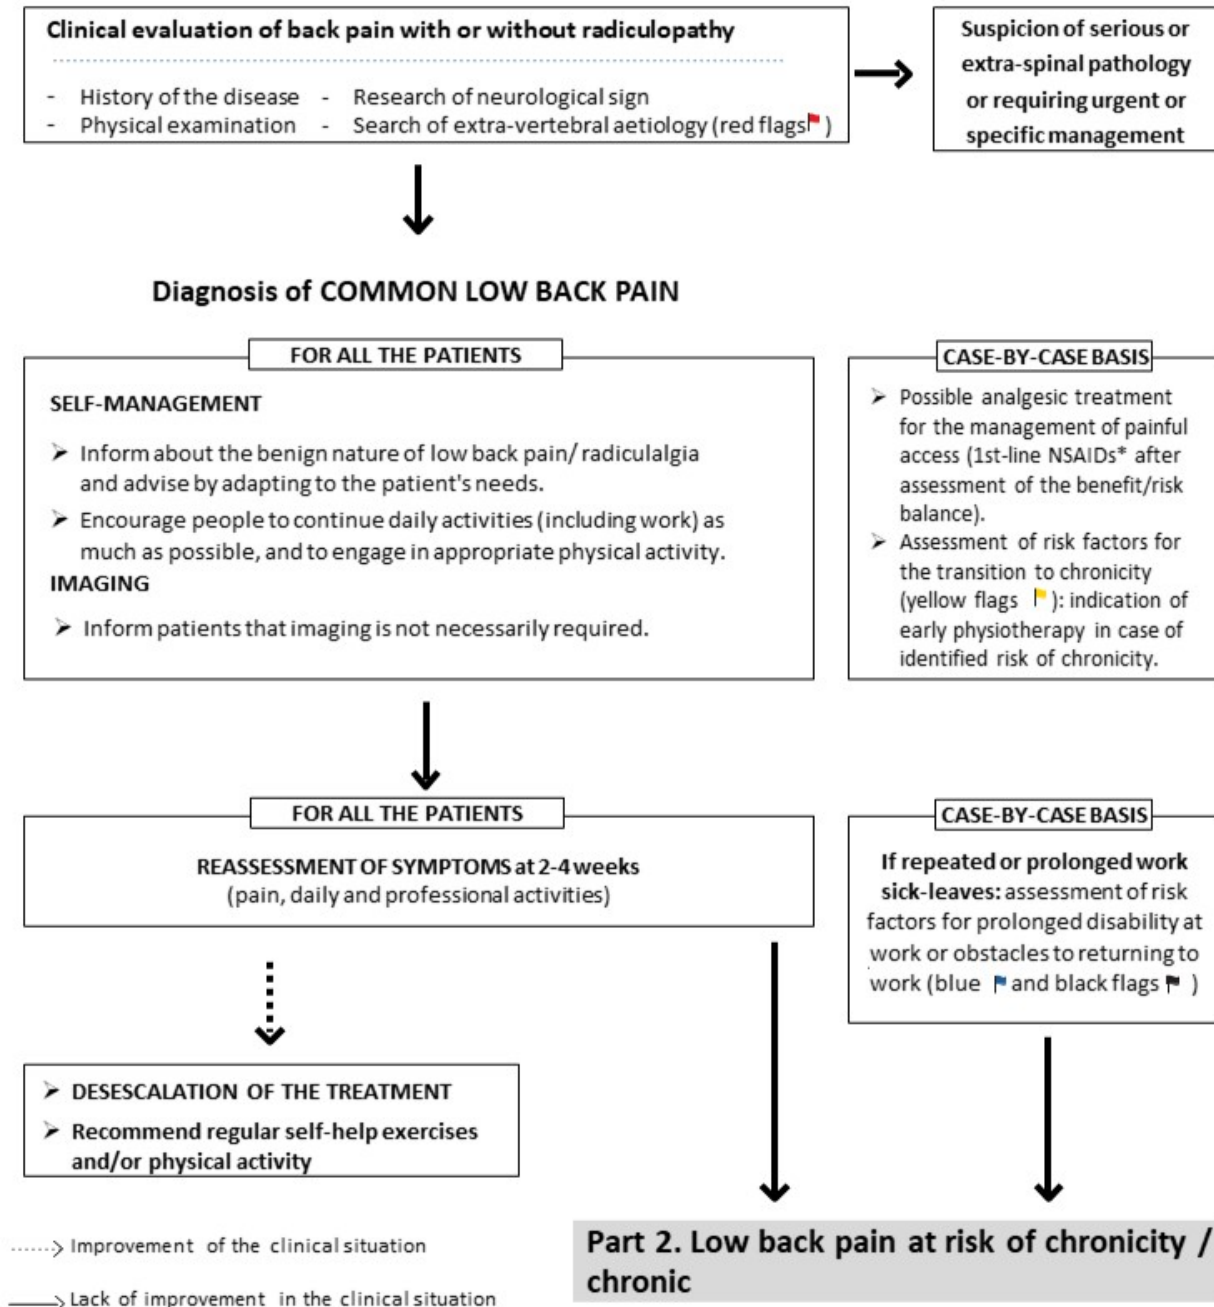 Clinical evaluation of back pain with or without radiculopathy
- History of the disease - Research of neurological sign
- Physical examination - Search of extra-vertebral aetiology (red flags )
Suspicion of serious or
extra-spinal pathology
or requiring urgent or
specific management
Diagnosis of COMMON LOW BACK PAIN
FOR ALL THE PATIENTS
SELF-MANAGEMENT
➢ Inform about the benign nature of low back pain/ radiculalgia
and advise by adapting to the patient's needs.
➢ Encourage people to continue daily activities (including work) as
much as possible, and to engage in appropriate physical activity.
IMAGING
➢ Inform patients that imaging is not necessarily required.
CASE-BY-CASE BASIS
➢ Possible analgesic treatment
for the management of painful
access (1st-line NSAIDs* after
assessment of the benefit/risk
balance).
➢ Assessment of risk factors for
the transition to chronicity
(yellow flags ): indication of
early physiotherapy in case of
identified risk of chronicity.
FOR ALL THE PATIENTS
REASSESSMENT OF SYMPTOMS at 2-4 weeks
(pain, daily and professional activities)
CASE-BY-CASE BASIS
If repeated or prolonged work
sick-leaves: assessment of risk
factors for prolonged disability at
work or obstacles to returning to
work (blue and black flags )
➢ DESESCALATION OF THE TREATMENT
➢ Recommend regular self-help exercises
and/or physical activity
Improvement of the clinical situation
Lack of improvement in the clinical situation
Part 2. Low back pain at risk of chronicity /
chronic